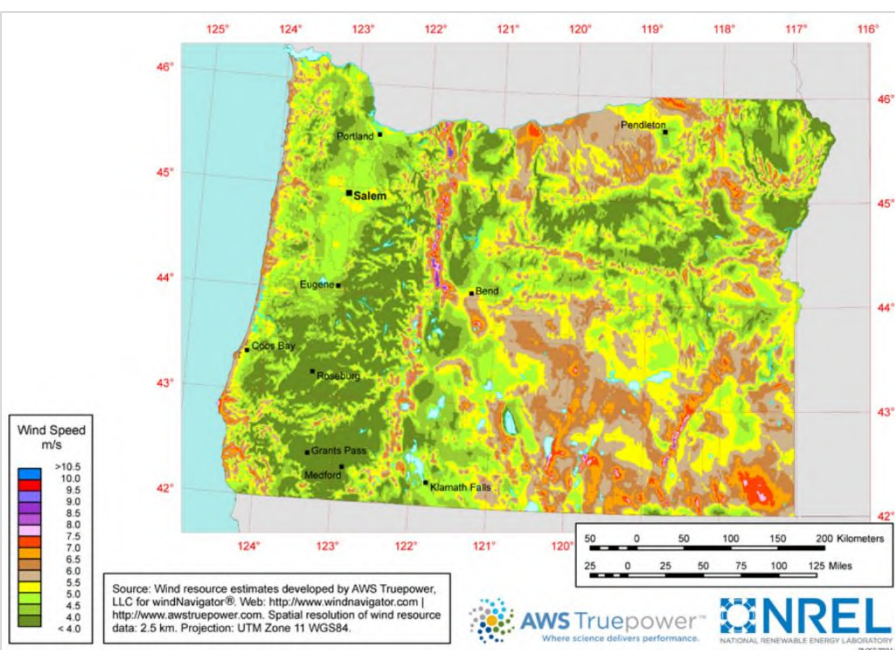 125° 124° 123° 122° 121° 120° 119° 118° 117° 116°
46° 46°
Portland
Pendleton
45° 45°
Salem
44° 44°
Eugene
Bend
Coos Bay
43° 43°
Roseburg
Grants Pass
Medford
Klamath Falls
42° 42°
124° 123° 122° 121° 120°
Wind Speed
m/s
>10.5
10.0
9.5
9.0
8.5
8.0
7.5
7.0
6.5
6.0
5.5
5.0
4.5
4.0
< 4.0
50 0 50 100 150 200 Kilometers
25 0 25 50 75 100 125 Miles
Source: Wind resource estimates developed by AWS Truepower,
LLC for windNavigator®. Web: http://www.windnavigator.com |
http://www.awstruepower.com. Spatial resolution of wind resource
data: 2.5 km. Projection: UTM Zone 11 WGS84.
AWS Truepower™
Where science delivers performance.
NREL
NATIONAL RENEWABLE ENERGY LABORATORY